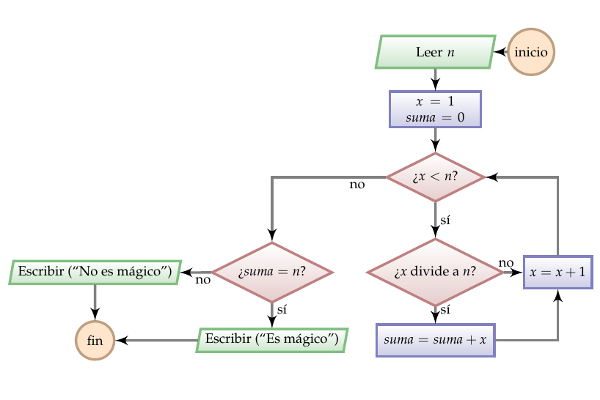 inicio
Leer n
x = 1
suma = 0
¿x < n?
no
sí
¿x divide a n?
no
x = x + 1
sí
suma = suma + x
¿suma = n?
no
Escribir (“No es mágico”)
sí
Escribir (“Es mágico”)
fin